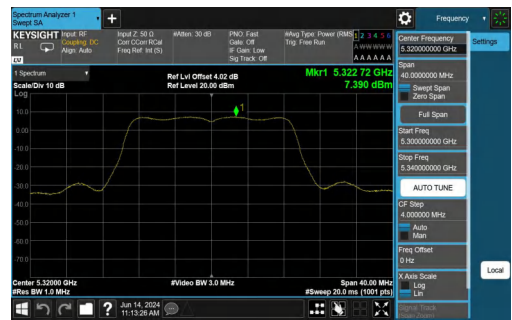 Spectrum Analyzer 1
Swept SA
Frequency
KEYSIGHT
RL
Input: RF
Coupling: DC
Align: Auto
Input Z: 50 Ω
Corr CCorr RCal
Freq Ref: Int (S)
#Atten: 30 dB
PNO: Fast
Gate: Off
IF Gain: Low
Sig Track: Off
#Avg Type: Power (RMS
Trig: Free Run
1 2 3 4 5 6
A W W W W W
A A A A A A
LV
1 Spectrum
Scale/Div 10 dB
Ref Lvl Offset 4.02 dB
Ref Level 20.00 dBm
Mkr1 5.322 72 GHz
7.390 dBm
Log
1
10.0
0.00
-10.0
-20.0
-30.0
-40.0
-50.0
-60.0
-70.0
Center 5.32000 GHz
#Res BW 1.0 MHz
#Video BW 3.0 MHz
Span 40.00 MHz
#Sweep 20.0 ms (1001 pts)
Jun 14, 2024
11:13:26 AM
Center Frequency
5.320000000 GHz
Span
40.0000000 MHz
Swept Span
Zero Span
Full Span
Start Freq
5.300000000 GHz
Stop Freq
5.340000000 GHz
AUTO TUNE
CF Step
4.000000 MHz
Auto
Man
Freq Offset
0 Hz
X Axis Scale
Log
Lin
Signal Track
Settings
Local